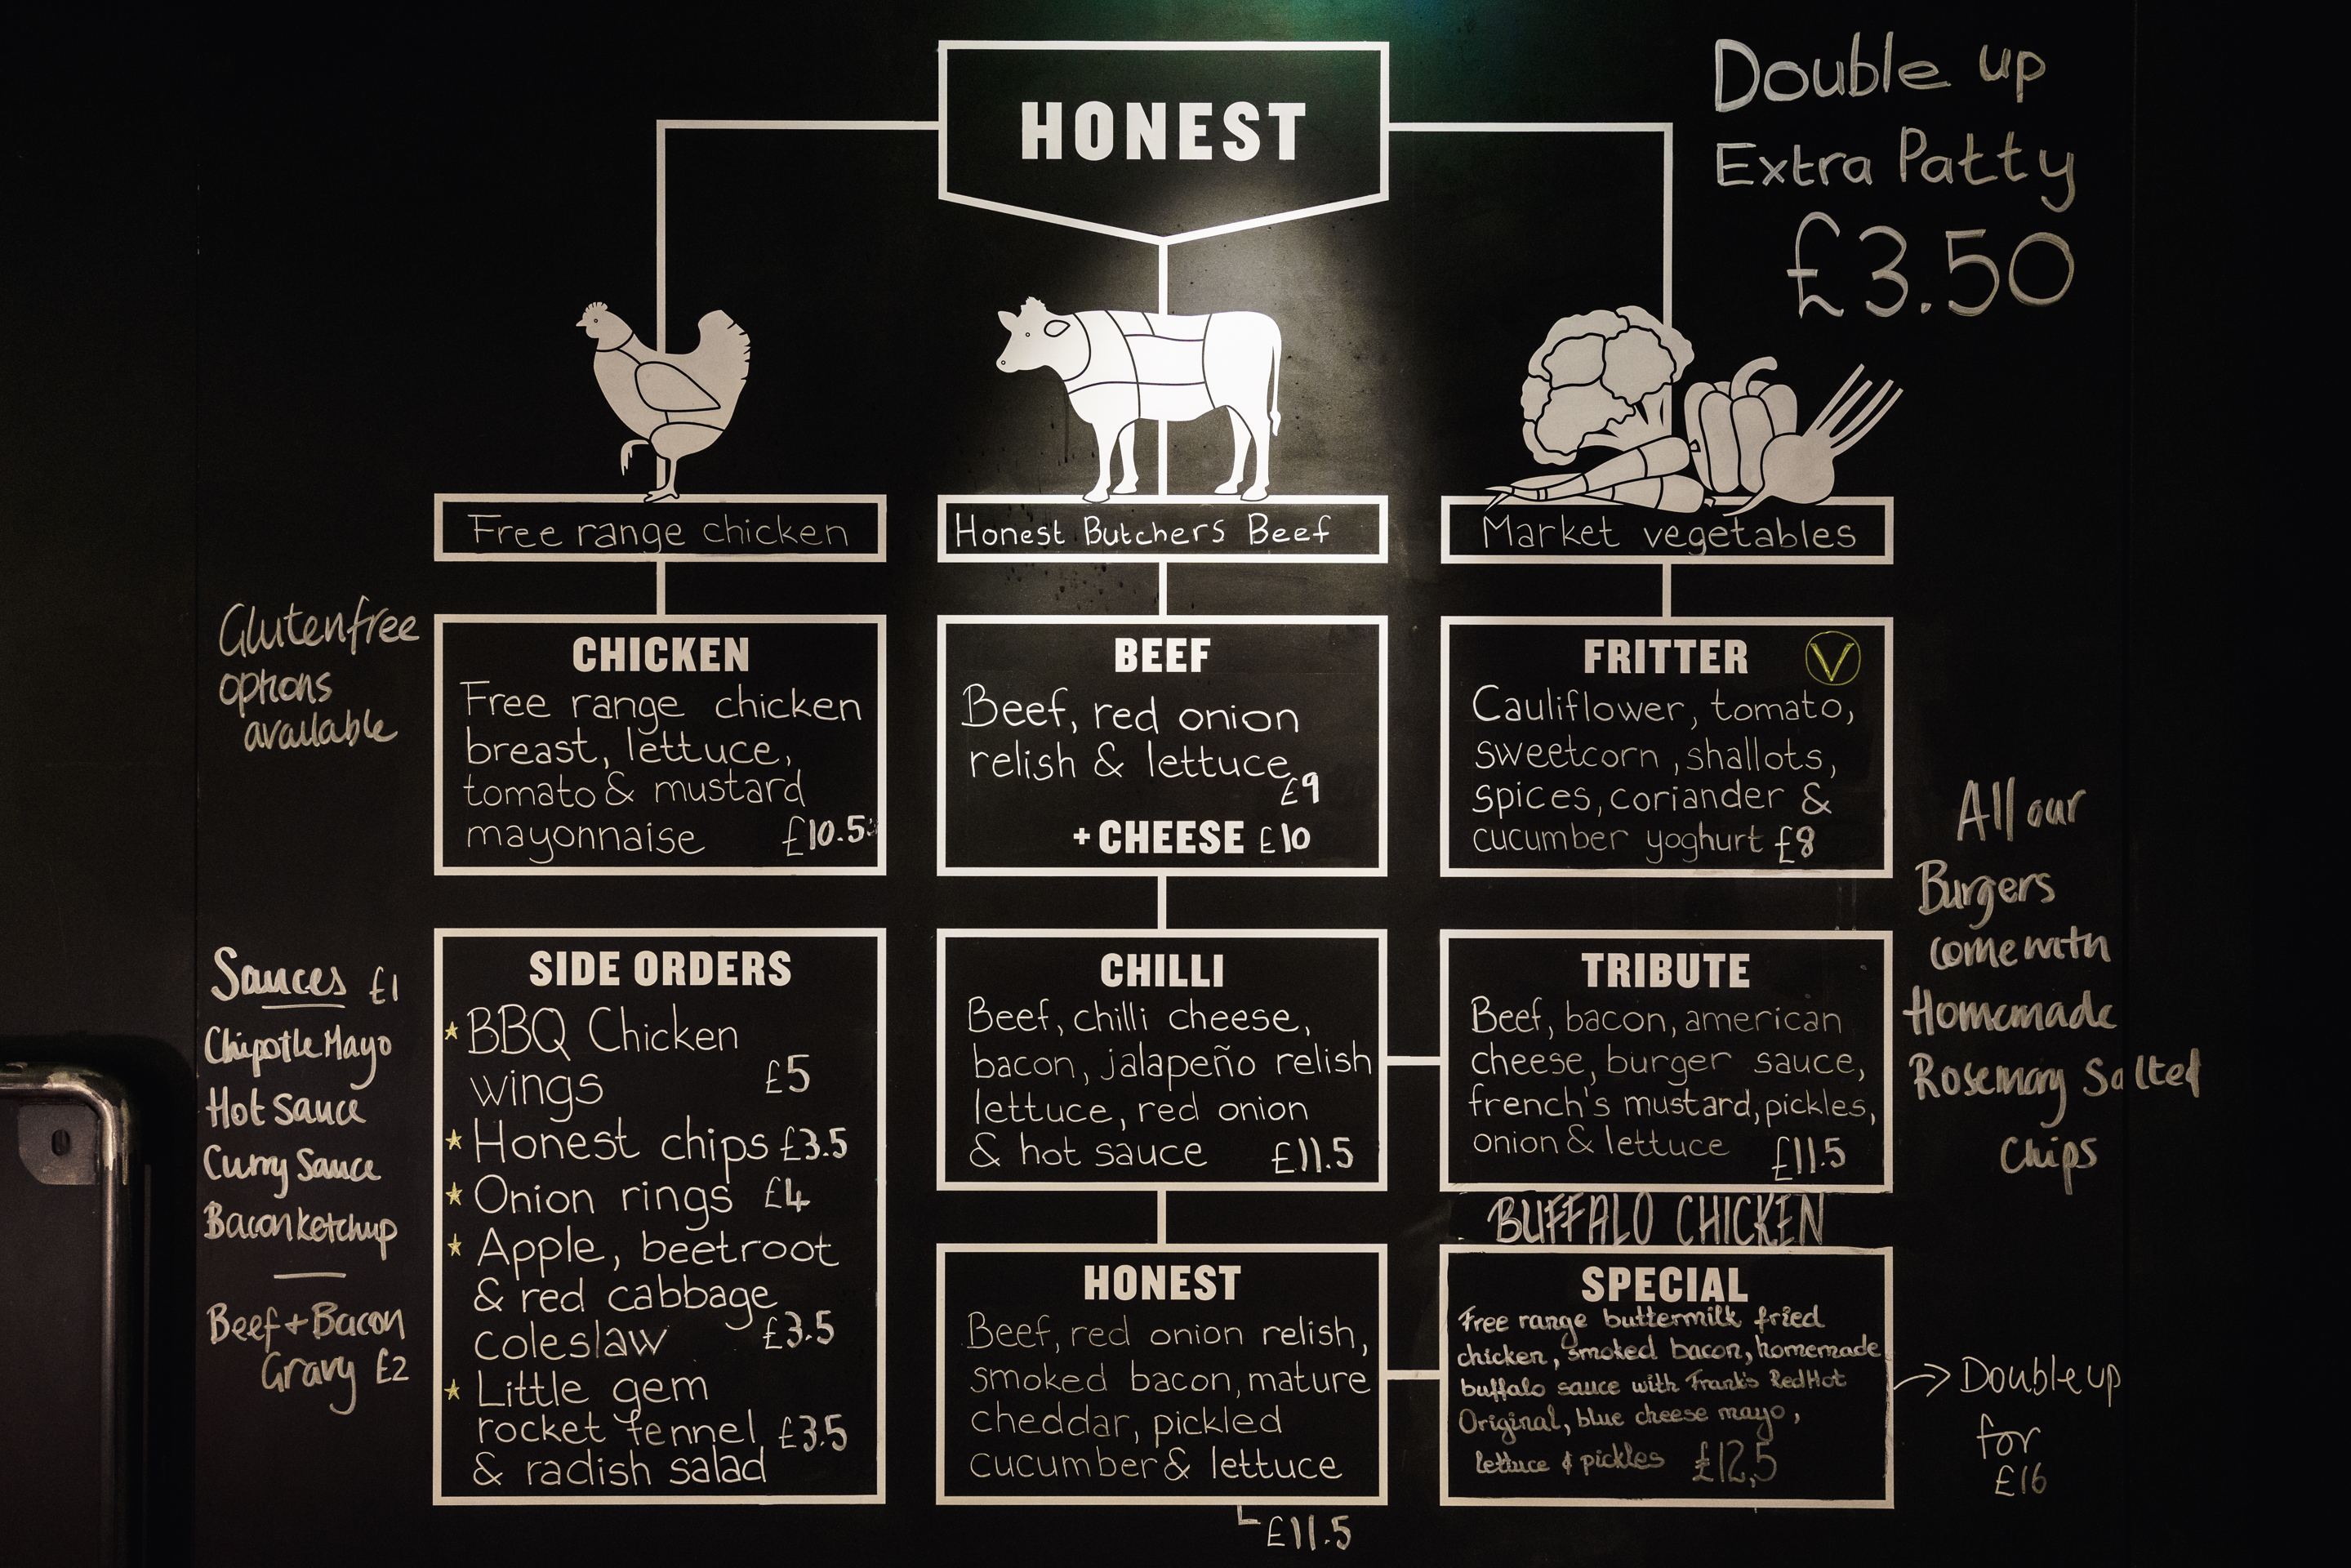 HONEST
Double up
Extra Patty
£3.50
Free range chicken
Honest Butchers Beef
Market vegetables
Glutenfree
options
available
CHICKEN
Free range chicken
breast, lettuce,
tomato & mustard
mayonnaise £10.5
BEEF
Beef, red onion
relish & lettuce
£9
+ CHEESE £10
FRITTER V
Cauliflower, tomato,
sweetcorn, shallots,
spices, coriander &
cucumber yoghurt £8
All our
Burgers
come with
Homemade
Rosemary Salted
Chips
Sauces £1
Chipotle Mayo
Hot Sauce
Curry Sauce
Bacon ketchup
Beef + Bacon
Gravy £2
SIDE ORDERS
BBQ Chicken
wings £5
Honest chips £3.5
Onion rings £4
Apple, beetroot
& red cabbage
coleslaw £3.5
Little gem
rocket fennel £3.5
& radish salad
CHILLI
Beef, chilli cheese,
bacon, jalapeño relish
lettuce, red onion
& hot sauce £11.5
TRIBUTE
Beef, bacon, american
cheese, burger sauce,
french's mustard, pickles,
onion & lettuce £11.5
HONEST
Beef, red onion relish,
smoked bacon, mature
cheddar, pickled
cucumber & lettuce
£11.5
BUFFALO CHICKEN
SPECIAL
Free range buttermilk fried
chicken, smoked bacon, homemade
buffalo sauce with Frank's RedHot
Original, blue cheese mayo,
lettuce & pickles £12,5
Double up
for
£16